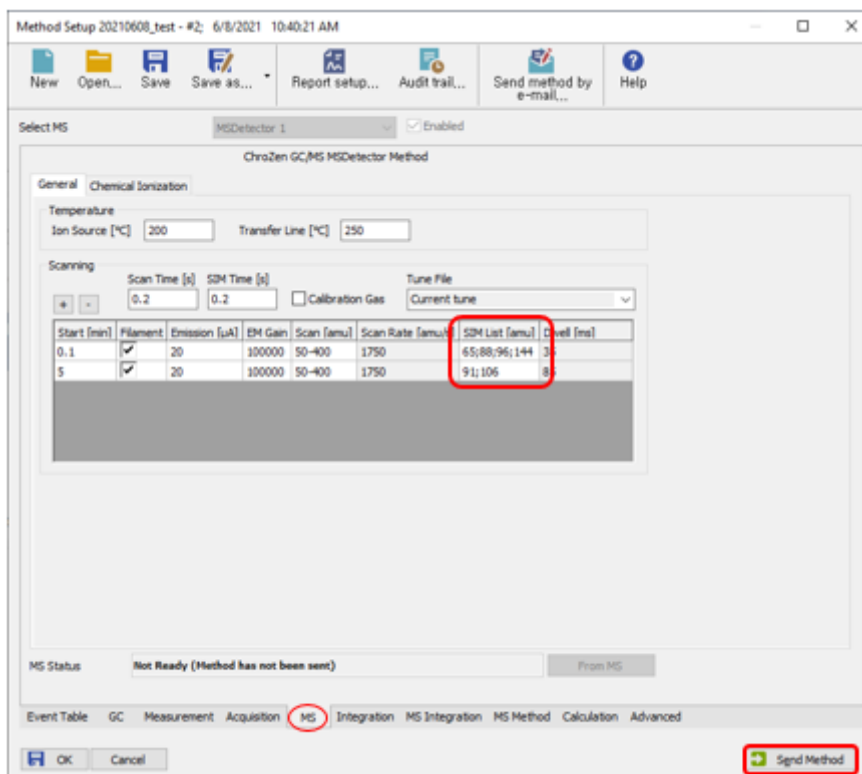 Method Setup 20210608_test - #2; 6/8/2021 10:40:21 AM
New Open... Save Save as... Report setup... Audit trail... Send method by e-mail... Help
Select MS MSDetector 1 Enabled
ChroZen GC/MS MSDetector Method
General Chemical Ionization
Temperature
Ion Source [°C] 200 Transfer Line [°C] 250
Scanning
Scan Time [s] SIM Time [s] Tune File
+ - 0.2 0.2 Calibration Gas Current tune
Start [min] Filament Emission [µA] EM Gain Scan [amu] Scan Rate [amu/ SIM List [amu] Dwell [ms]
0.1 20 100000 50-400 1750 65;88;96;144
5 20 100000 50-400 1750 91;106
MS Status Not Ready (Method has not been sent) From MS
Event Table GC Measurement Acquisition MS Integration MS Integration MS Method Calculation Advanced
OK Cancel Send Method